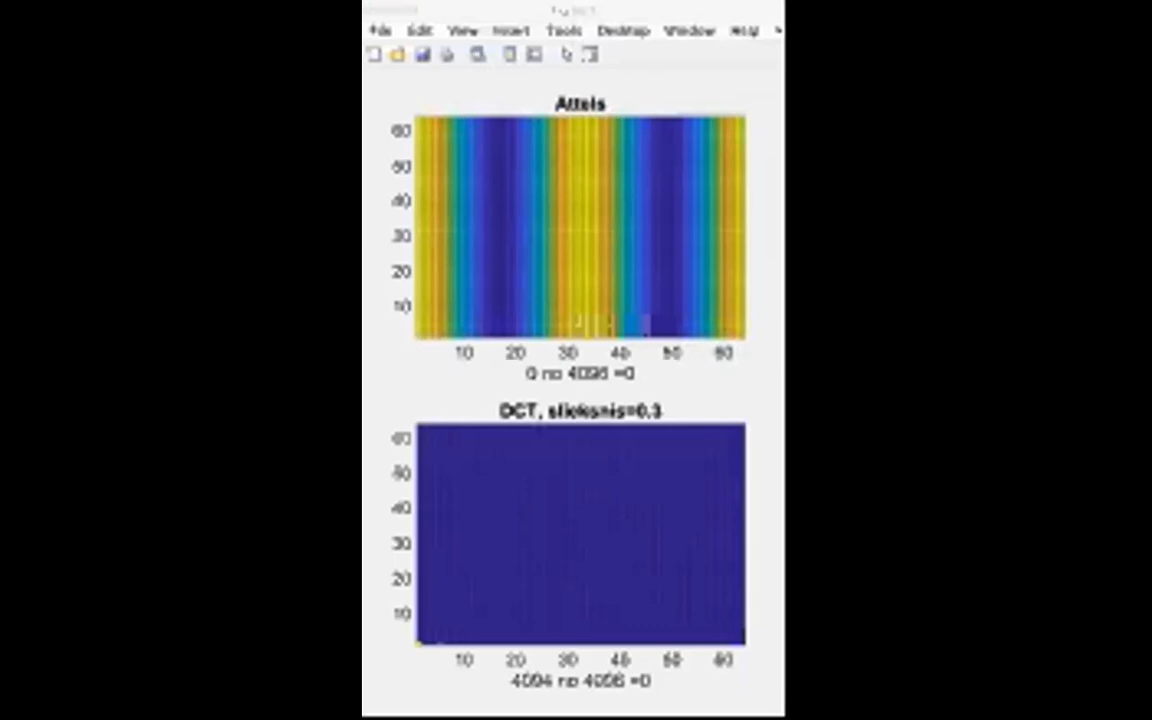 File Edit View Insert Tools Desktop Window Help
Attels
60
50
40
30
20
10
10 20 30 40 50 60
0 no 4096 =0
DCT, slieksnis=0.3
60
50
40
30
20
10
10 20 30 40 50 60
4094 no 4096 =0